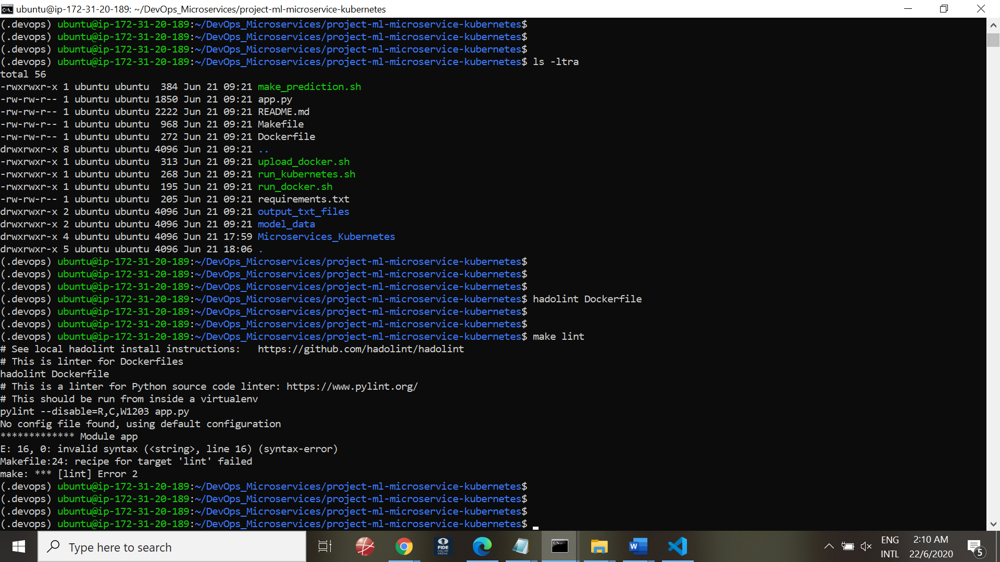 ubuntu@ip-172-31-20-189: ~/DevOps_Microservices/project-ml-microservice-kubernetes
(.devops) ubuntu@ip-172-31-20-189:~/DevOps_Microservices/project-ml-microservice-kubernetes$
(.devops) ubuntu@ip-172-31-20-189:~/DevOps_Microservices/project-ml-microservice-kubernetes$
(.devops) ubuntu@ip-172-31-20-189:~/DevOps_Microservices/project-ml-microservice-kubernetes$
(.devops) ubuntu@ip-172-31-20-189:~/DevOps_Microservices/project-ml-microservice-kubernetes$ ls -ltra
total 56
-rwxrwxr-x 1 ubuntu ubuntu  384 Jun 21 09:21 make_prediction.sh
-rw-rw-r-- 1 ubuntu ubuntu 1850 Jun 21 09:21 app.py
-rw-rw-r-- 1 ubuntu ubuntu 2222 Jun 21 09:21 README.md
-rw-rw-r-- 1 ubuntu ubuntu  968 Jun 21 09:21 Makefile
-rw-rw-r-- 1 ubuntu ubuntu  272 Jun 21 09:21 Dockerfile
drwxrwxr-x 8 ubuntu ubuntu 4096 Jun 21 09:21 ..
-rwxrwxr-x 1 ubuntu ubuntu  313 Jun 21 09:21 upload_docker.sh
-rwxrwxr-x 1 ubuntu ubuntu  268 Jun 21 09:21 run_kubernetes.sh
-rwxrwxr-x 1 ubuntu ubuntu  195 Jun 21 09:21 run_docker.sh
-rw-rw-r-- 1 ubuntu ubuntu  205 Jun 21 09:21 requirements.txt
drwxrwxr-x 2 ubuntu ubuntu 4096 Jun 21 09:21 output_txt_files
drwxrwxr-x 2 ubuntu ubuntu 4096 Jun 21 09:21 model_data
drwxrwxr-x 4 ubuntu ubuntu 4096 Jun 21 17:59 Microservices_Kubernetes
drwxrwxr-x 5 ubuntu ubuntu 4096 Jun 21 18:06 .
(.devops) ubuntu@ip-172-31-20-189:~/DevOps_Microservices/project-ml-microservice-kubernetes$
(.devops) ubuntu@ip-172-31-20-189:~/DevOps_Microservices/project-ml-microservice-kubernetes$
(.devops) ubuntu@ip-172-31-20-189:~/DevOps_Microservices/project-ml-microservice-kubernetes$
(.devops) ubuntu@ip-172-31-20-189:~/DevOps_Microservices/project-ml-microservice-kubernetes$ hadolint Dockerfile
(.devops) ubuntu@ip-172-31-20-189:~/DevOps_Microservices/project-ml-microservice-kubernetes$
(.devops) ubuntu@ip-172-31-20-189:~/DevOps_Microservices/project-ml-microservice-kubernetes$
(.devops) ubuntu@ip-172-31-20-189:~/DevOps_Microservices/project-ml-microservice-kubernetes$ make lint
# See local hadolint install instructions:   https://github.com/hadolint/hadolint
# This is linter for Dockerfiles
hadolint Dockerfile
# This is a linter for Python source code linter: https://www.pylint.org/
# This should be run from inside a virtualenv
pylint --disable=R,C,W1203 app.py
No config file found, using default configuration
************* Module app
E: 16, 0: invalid syntax (<string>, line 16) (syntax-error)
Makefile:24: recipe for target 'lint' failed
make: *** [lint] Error 2
(.devops) ubuntu@ip-172-31-20-189:~/DevOps_Microservices/project-ml-microservice-kubernetes$
(.devops) ubuntu@ip-172-31-20-189:~/DevOps_Microservices/project-ml-microservice-kubernetes$
(.devops) ubuntu@ip-172-31-20-189:~/DevOps_Microservices/project-ml-microservice-kubernetes$
(.devops) ubuntu@ip-172-31-20-189:~/DevOps_Microservices/project-ml-microservice-kubernetes$
Type here to search
FIDE
ONLINE
ARENA
ENG
INTL
2:10 AM
22/6/2020
5